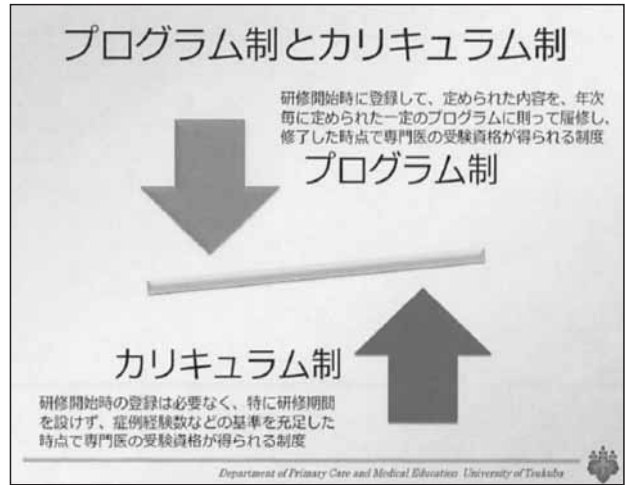 プログラム制とカリキュラム制
研修開始時に登録して、定められた内容を、年次
毎に定められた一定のプログラムに則って履修し、
修了した時点で専門医の受験資格が得られる制度
プログラム制
カリキュラム制
研修開始時の登録は必要なく、特に研修期間
を設けず、症例経験数などの基準を充足した
時点で専門医の受験資格が得られる制度
Department of Primary Care and Medical Education University of Tsukuba